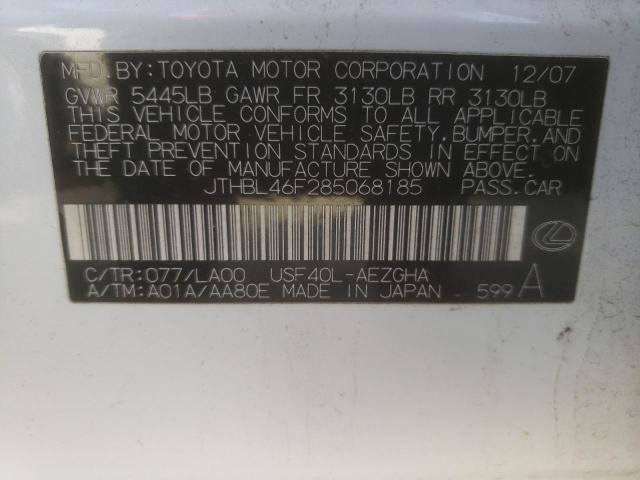 MFD.BY:TOYOTA MOTOR CORPORATION 12/07
GVWR 5445LB GAWR FR 3130LB RR 3130LB
THIS VEHICLE CONFORMS TO ALL APPLICABLE
FEDERAL MOTOR VEHICLE SAFETY,BUMPER,AND
THEFT PREVENTION STANDARDS IN EFFECT ON
THE DATE OF MANUFACTURE SHOWN ABOVE.
JTHBL46F285068185 PASS.CAR
C/TR:077/LA00 USF40L-AEZGHA
A/TM:A01A/AA80E MADE IN JAPAN 599 A